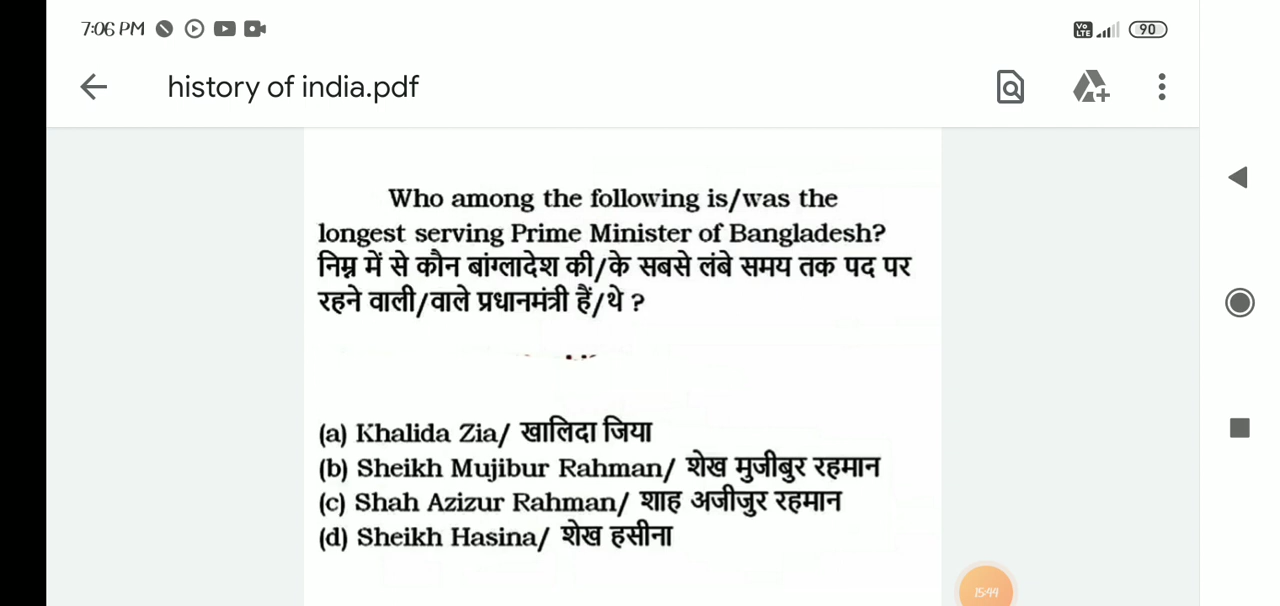 7:06 PM
Vo LTE
90
history of india.pdf
Who among the following is/was the
longest serving Prime Minister of Bangladesh?
निम्न में से कौन बांग्लादेश की/के सबसे लंबे समय तक पद पर
रहने वाली/वाले प्रधानमंत्री हैं/थे ?
(a) Khalida Zia/ खालिदा जिया
(b) Sheikh Mujibur Rahman/ शेख मुजीबुर रहमान
(c) Shah Azizur Rahman/ शाह अजीजुर रहमान
(d) Sheikh Hasina/ शेख हसीना
15:44